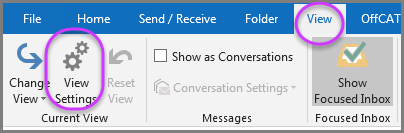 File Home Send / Receive Folder View OffCAT
Change View Reset Show as Conversations Show
View Settings View Conversation Settings Focused Inbox
Current View Messages Focused Inbox